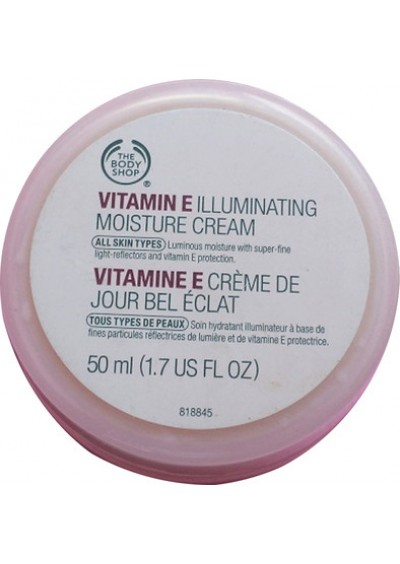 THE
BODY
SHOP®
VITAMIN E ILLUMINATING
MOISTURE CREAM
ALL SKIN TYPES Luminous moisture with super-fine
light-reflectors and vitamin E protection.
VITAMINE E CRÈME DE
JOUR BEL ÉCLAT
TOUS TYPES DE PEAUX Soin hydratant illuminateur à base de
fines particules réflectrices de lumière et de vitamine E protectrice.
50 ml (1.7 US FL OZ)
818845